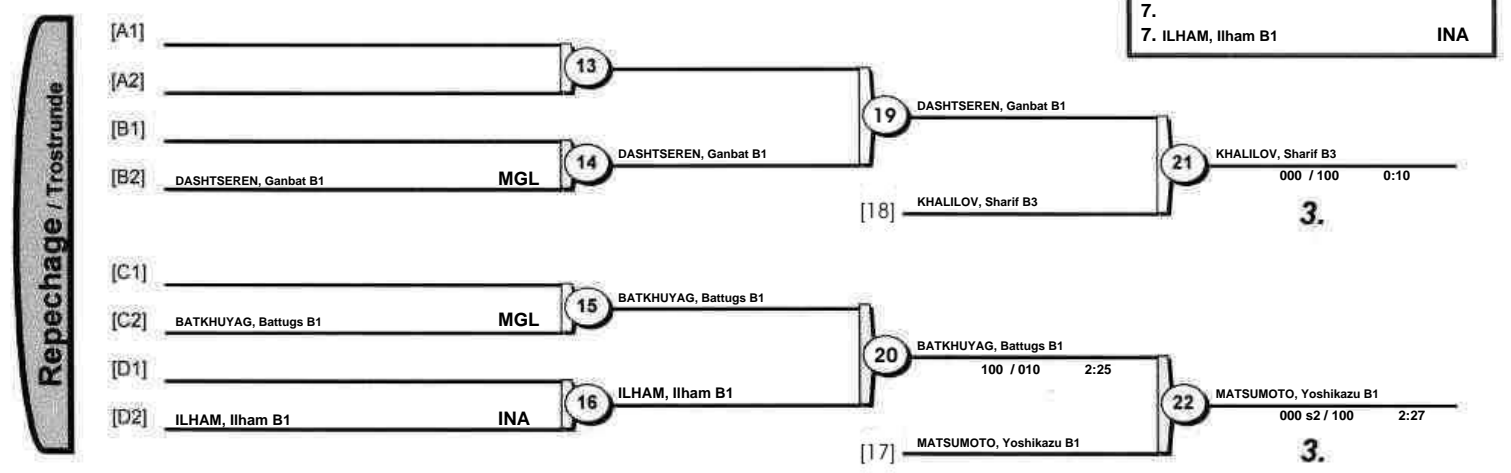 7.
7. ILHAM, Ilham B1 INA
Repechage / Trostrunde
[A1]
13
[A2]
[B1]
19
DASHTSEREN, Ganbat B1
14
DASHTSEREN, Ganbat B1
[B2] DASHTSEREN, Ganbat B1 MGL
21
KHALILOV, Sharif B3
000 / 100 0:10
[18] KHALILOV, Sharif B3
3.
[C1]
15
BATKHUYAG, Battugs B1
[C2] BATKHUYAG, Battugs B1 MGL
20
BATKHUYAG, Battugs B1
100 / 010 2:25
[D1]
16
ILHAM, Ilham B1
[D2] ILHAM, Ilham B1 INA
22
MATSUMOTO, Yoshikazu B1
000 s2 / 100 2:27
[17] MATSUMOTO, Yoshikazu B1
3.